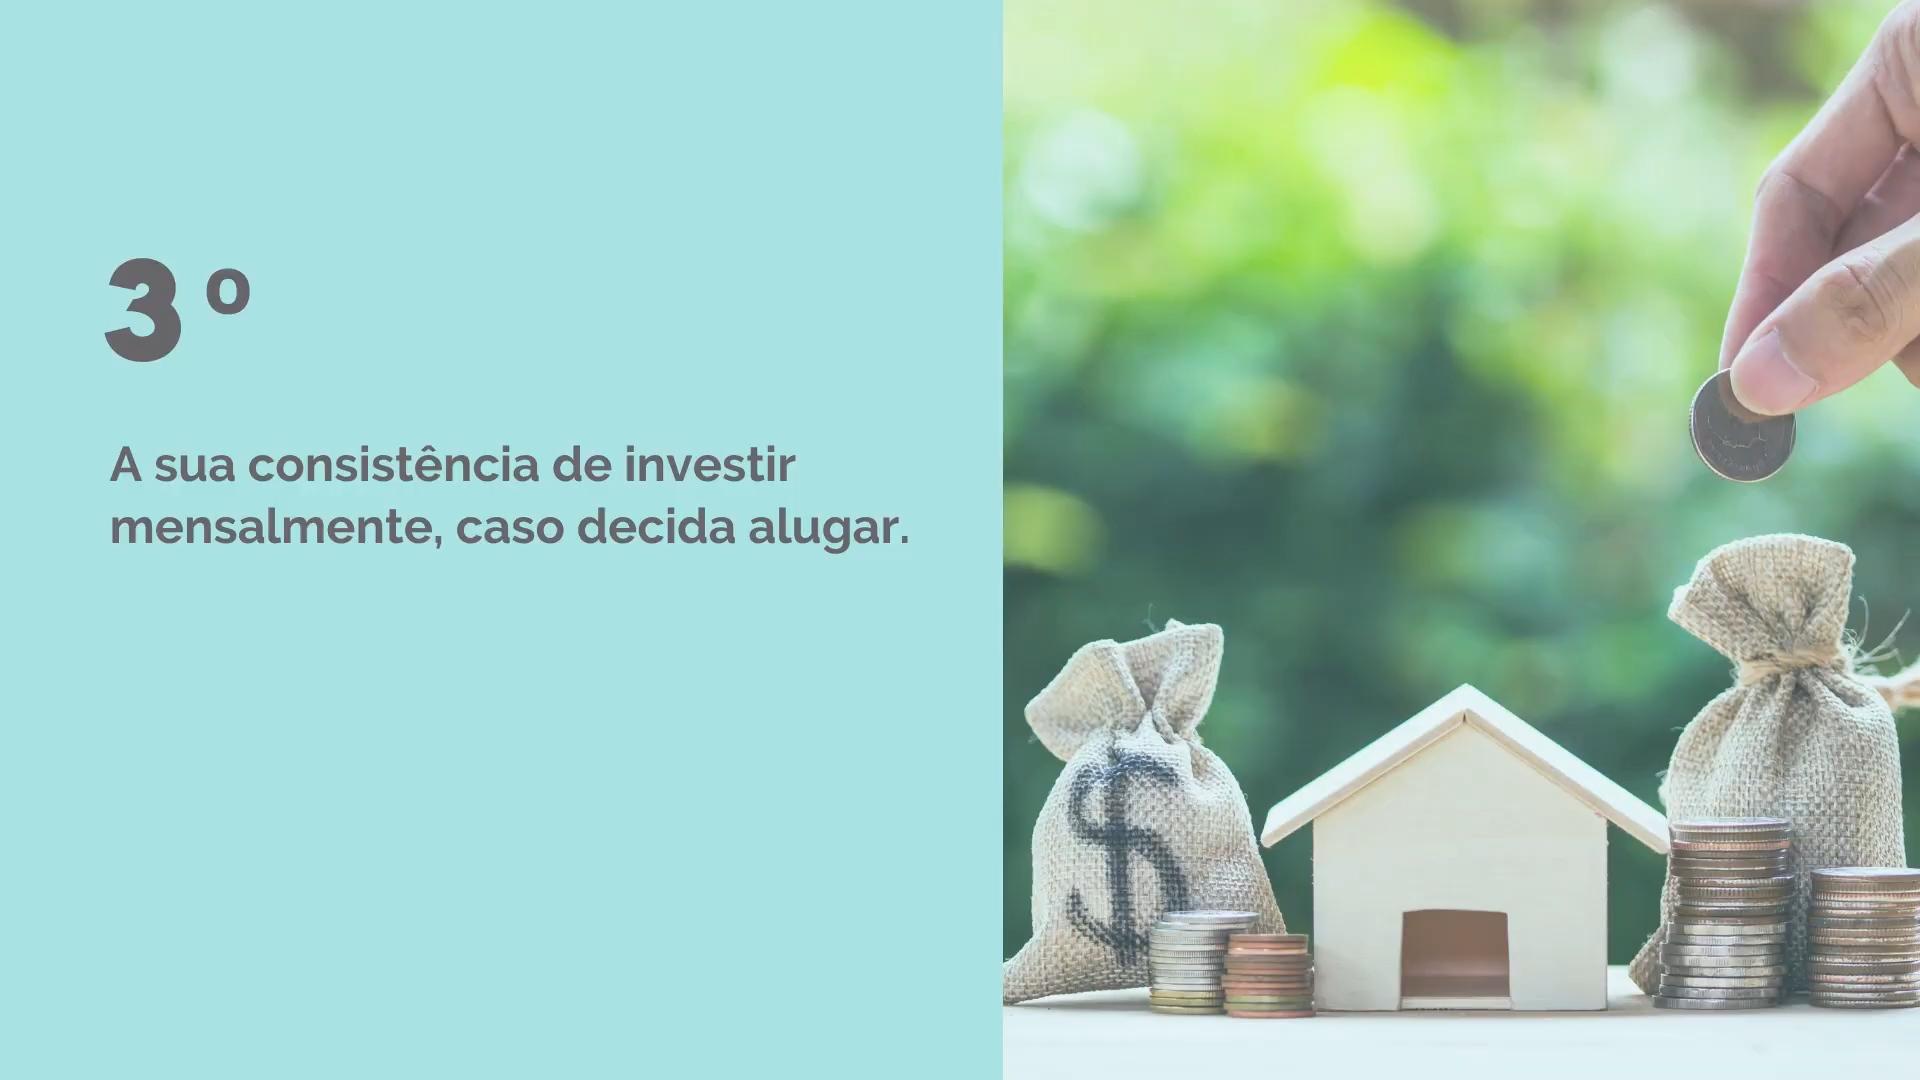 3º
A sua consistência de investir
mensalmente, caso decida alugar.
$